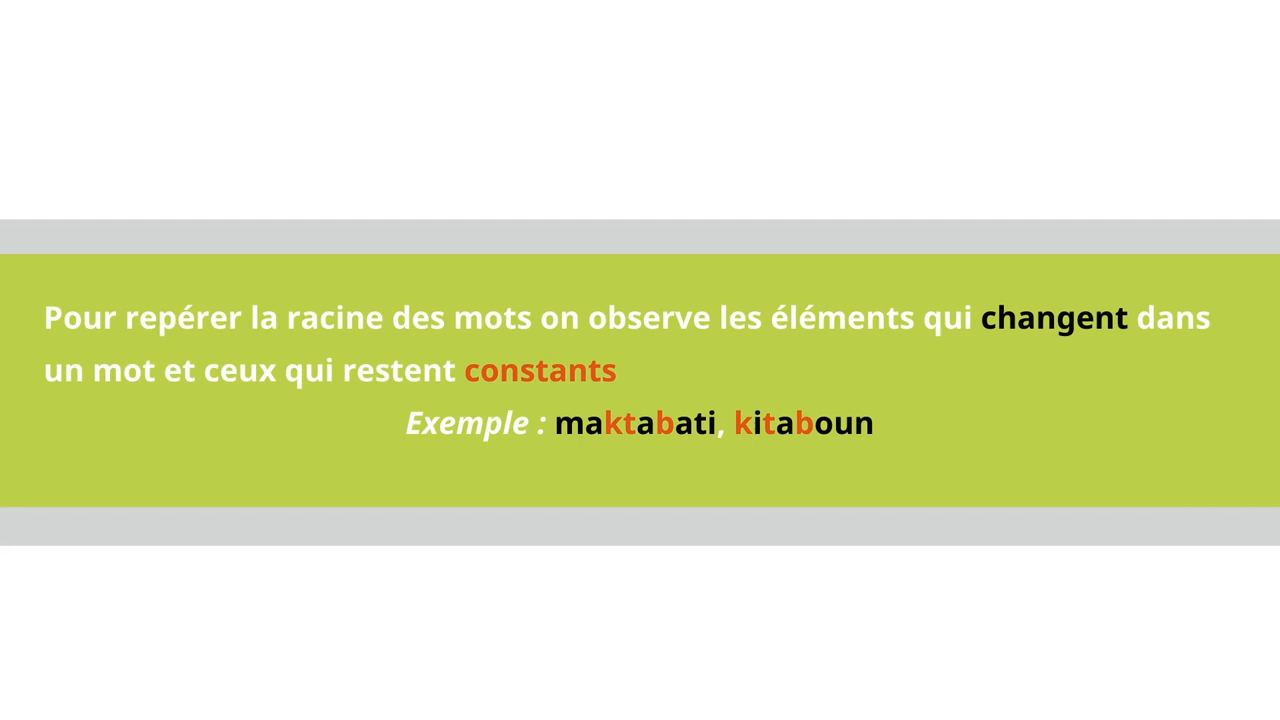 Pour repérer la racine des mots on observe les éléments qui changent dans
un mot et ceux qui restent constants
Exemple : maktabati, kitaboun